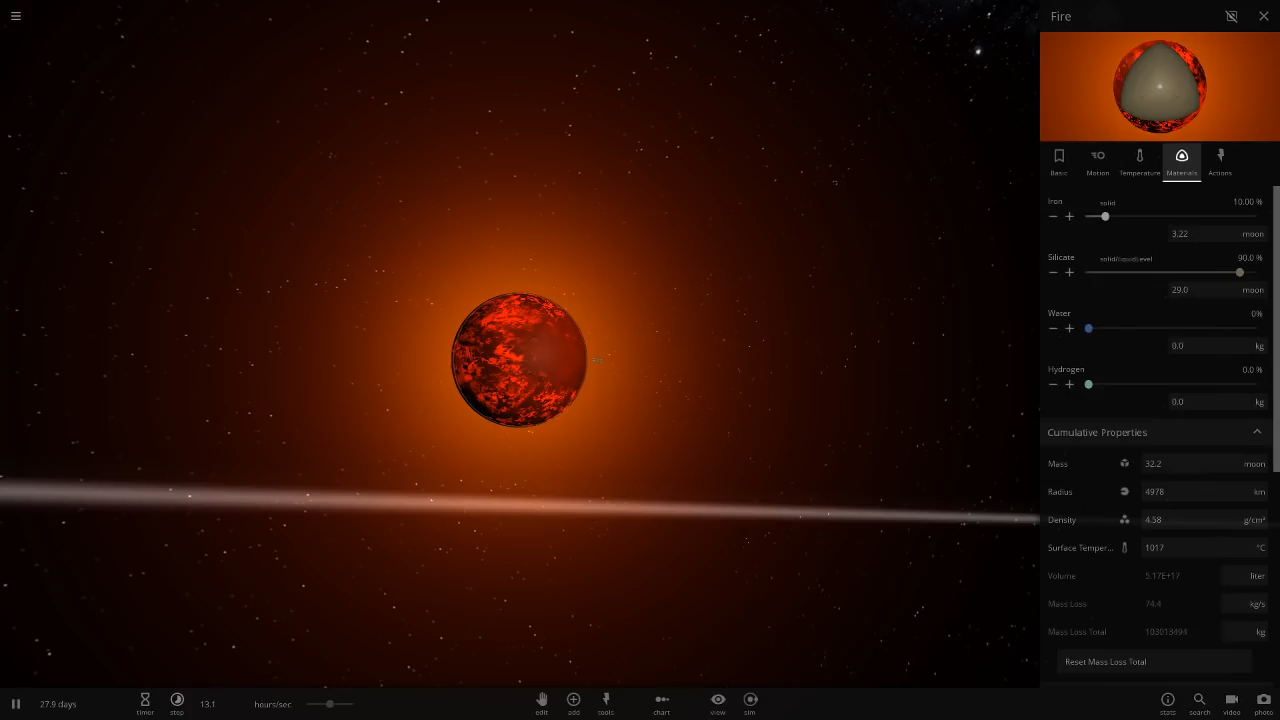 Fire
Basic
Motion
Temperature
Materials
Actions
Iron solid 10.00 %
3.22 moon
Silicate solid/liquidLevel 90.0 %
29.0 moon
Water 0%
0.0 kg
Hydrogen 0.0 %
0.0 kg
Cumulative Properties
Mass 32.2 moon
Radius 4978 km
Density 4.58 g/cm³
Surface Temper... 1017 °C
Volume 5.17E+17 liter
Mass Loss 74.4 kg/s
Mass Loss Total 103013494 kg
Reset Mass Loss Total
27.9 days
timer
step
13.1 hours/sec
edit
add
tools
chart
view
sim
stats
search
video
photo